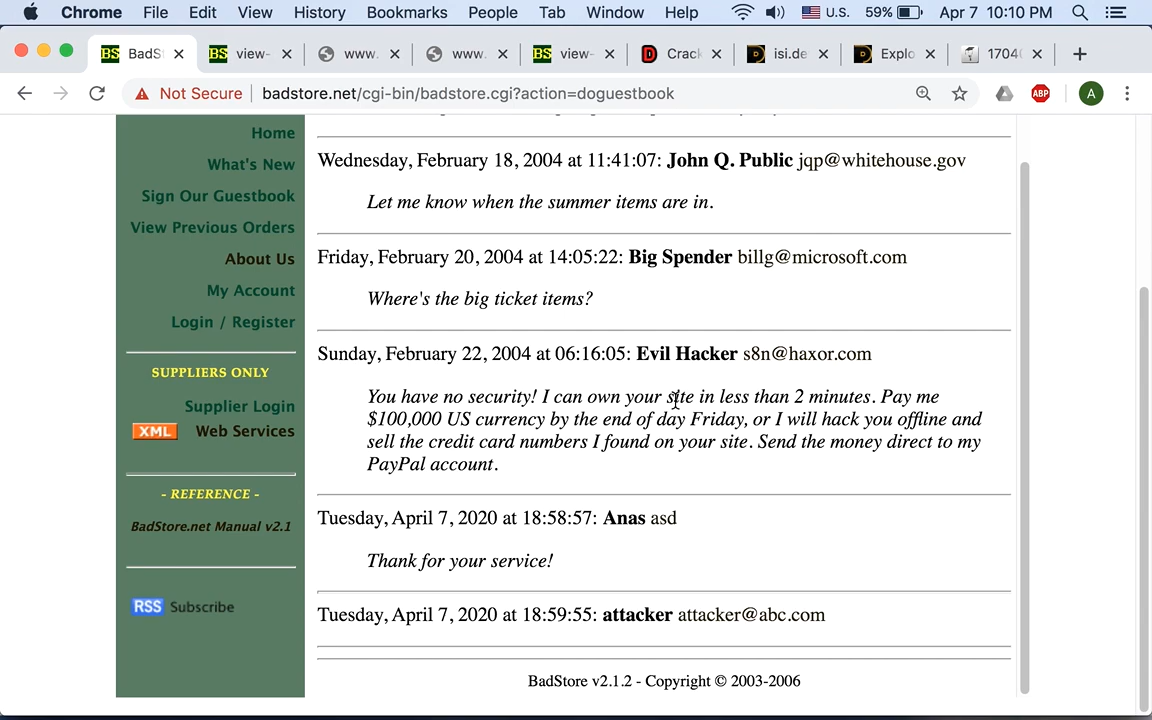 Chrome File Edit View History Bookmarks People Tab Window Help U.S. 59% Apr 7 10:10 PM
BS BadS BS view- www. www. BS view- D Crack D isi.de D Explo 1704(
Not Secure badstore.net/cgi-bin/badstore.cgi?action=doguestbook ABP A
Home
What's New
Sign Our Guestbook
View Previous Orders
About Us
My Account
Login / Register
SUPPLIERS ONLY
Supplier Login
XML Web Services
- REFERENCE -
BadStore.net Manual v2.1
RSS Subscribe
Wednesday, February 18, 2004 at 11:41:07: John Q. Public jqp@whitehouse.gov
Let me know when the summer items are in.
Friday, February 20, 2004 at 14:05:22: Big Spender billg@microsoft.com
Where's the big ticket items?
Sunday, February 22, 2004 at 06:16:05: Evil Hacker s8n@haxor.com
You have no security! I can own your site in less than 2 minutes. Pay me
$100,000 US currency by the end of day Friday, or I will hack you offline and
sell the credit card numbers I found on your site. Send the money direct to my
PayPal account.
Tuesday, April 7, 2020 at 18:58:57: Anas asd
Thank for your service!
Tuesday, April 7, 2020 at 18:59:55: attacker attacker@abc.com
BadStore v2.1.2 - Copyright © 2003-2006